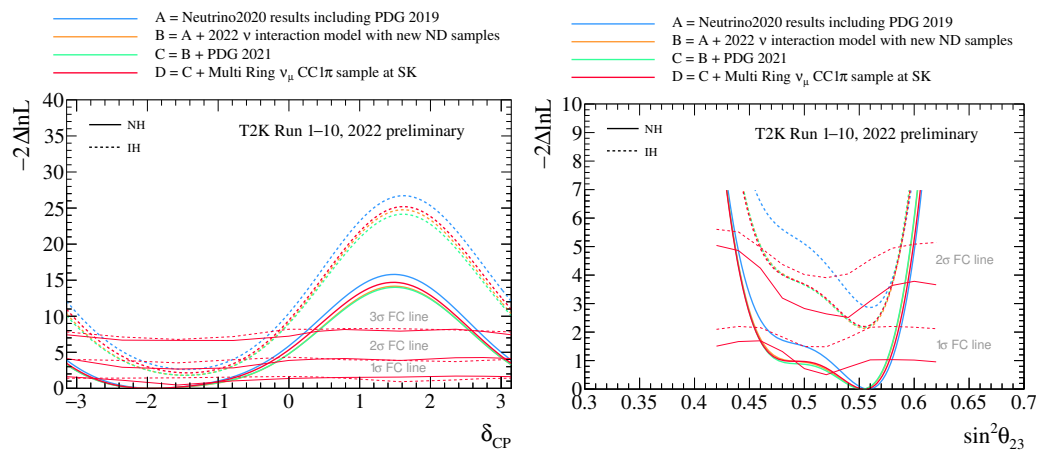 A = Neutrino2020 results including PDG 2019
B = A + 2022 ν interaction model with new ND samples
C = B + PDG 2021
D = C + Multi Ring νμ CC1π sample at SK
−2ΔlnL
40
35
30
25
20
15
10
5
0
NH
IH
T2K Run 1–10, 2022 preliminary
3σ FC line
2σ FC line
1σ FC line
−3 −2 −1 0 1 2 3
δCP
A = Neutrino2020 results including PDG 2019
B = A + 2022 ν interaction model with new ND samples
C = B + PDG 2021
D = C + Multi Ring νμ CC1π sample at SK
−2ΔlnL
10
9
8
7
6
5
4
3
2
1
0
NH
IH
T2K Run 1–10, 2022 preliminary
2σ FC line
1σ FC line
0.3 0.35 0.4 0.45 0.5 0.55 0.6 0.65 0.7
sin²θ23